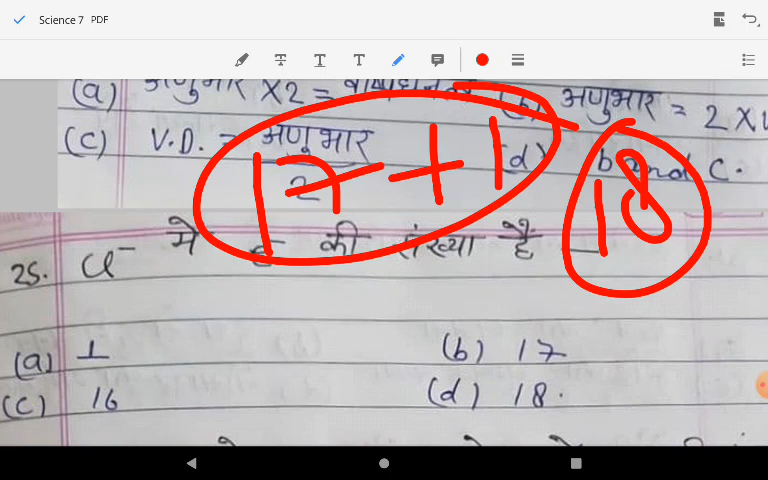 Science 7 PDF
(a) अणुभार X2 = (b) अणुभार = 2 X
(c) V.D. = अणुभार / 2 (d) b and c.
17+1 18
25. Cl⁻ में e⁻ की संख्या है —
(a) 1 (b) 17
(c) 16 (d) 18.